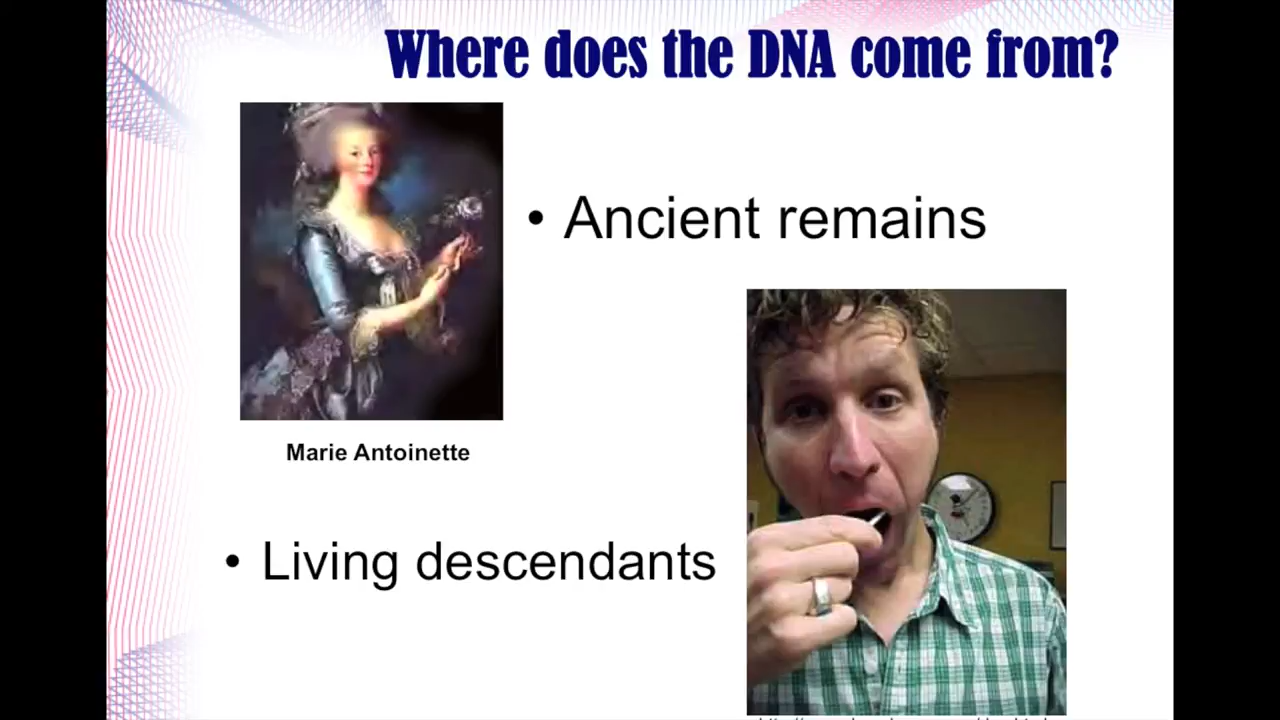 Where does the DNA come from?
• Ancient remains
Marie Antoinette
• Living descendants